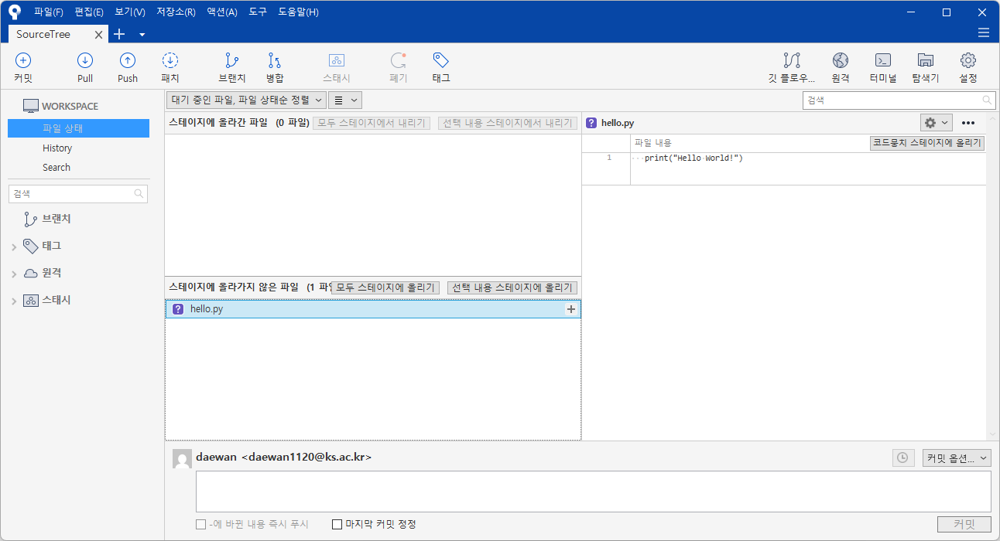 파일(F) 편집(E) 보기(V) 저장소(R) 액션(A) 도구 도움말(H)
SourceTree
커밋 Pull Push 패치 브랜치 병합 스태시 폐기 태그 깃 플로우... 원격 터미널 탐색기 설정
WORKSPACE
파일 상태
History
Search
검색
브랜치
태그
원격
스태시
대기 중인 파일, 파일 상태순 정렬
검색
스테이지에 올라간 파일 (0 파일) 모두 스테이지에서 내리기 선택 내용 스테이지에서 내리기
스테이지에 올라가지 않은 파일 (1 파일 모두 스테이지에 올리기 선택 내용 스테이지에 올리기
? hello.py
? hello.py
파일 내용 코드뭉치 스테이지에 올리기
1 print("Hello World!")
daewan <daewan1120@ks.ac.kr>
커밋 옵션...
-에 바뀐 내용 즉시 푸시 마지막 커밋 정정
커밋